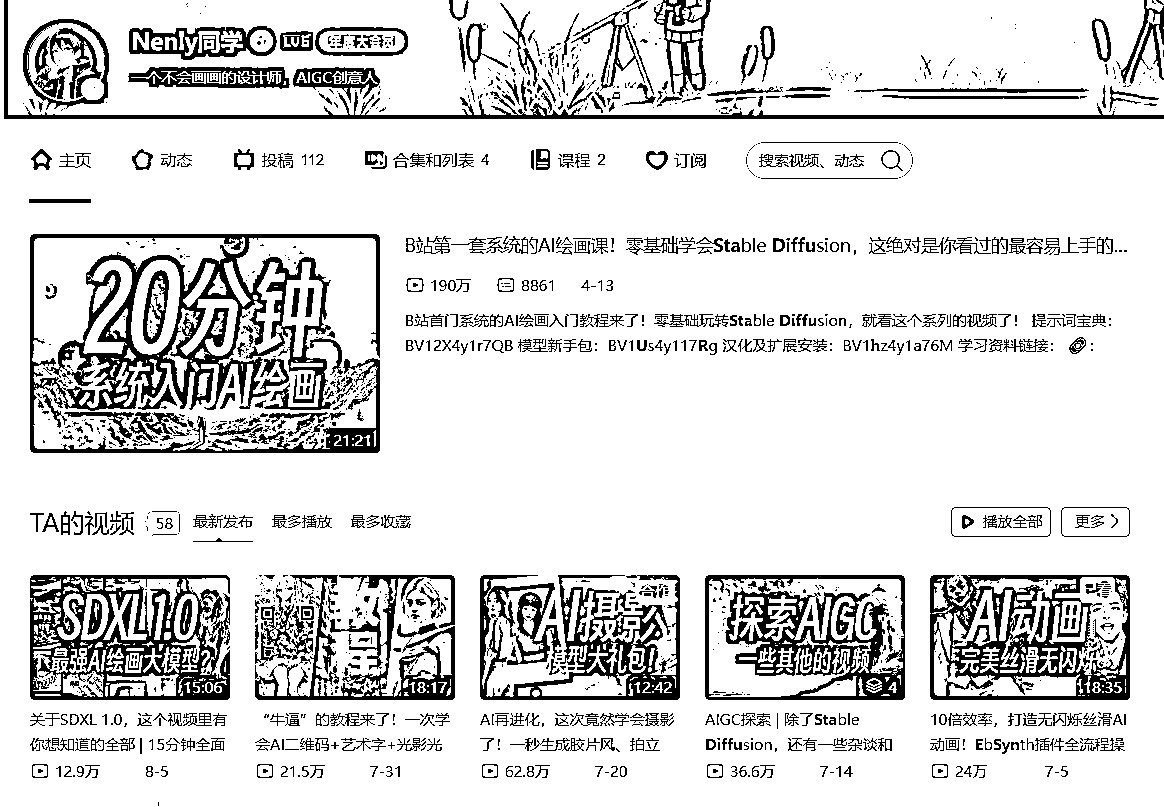 Nenly同学 LV6 年度大会员
一个不会画画的设计师，AIGC创意人
主页 动态 投稿 112 合集和列表 4 课程 2 订阅 搜索视频、动态
20分钟
系统入门AI绘画
21:21
B站第一套系统的AI绘画课！零基础学会Stable Diffusion，这绝对是你看过的最容易上手的...
190万 8861 4-13
B站首门系统的AI绘画入门教程来了！零基础玩转Stable Diffusion，就看这个系列的视频了！ 提示词宝典：
BV12X4y1r7QB 模型新手包：BV1Us4y117Rg 汉化及扩展安装：BV1hz4y1a76M 学习资料链接： :
TA的视频 58 最新发布 最多播放 最多收藏 播放全部 更多
SDXL1.0
最强AI绘画大模型?
15:06
教程
18:17
合作
AI摄影
模型大礼包!
12:42
探索AIGC
一些其他的视频
4
已看
AI动画
完美丝滑无闪烁
18:35
关于SDXL 1.0，这个视频里有
你想知道的全部 | 15分钟全面
12.9万 8-5
“牛逼”的教程来了！一次学
会AI二维码+艺术字+光影光
21.5万 7-31
AI再进化，这次竟然学会摄影
了！一秒生成胶片风、拍立
62.8万 7-20
AIGC探索 | 除了Stable
Diffusion，还有一些杂谈和
36.6万 7-14
10倍效率，打造无闪烁丝滑AI
动画！EbSynth插件全流程操
24万 7-5